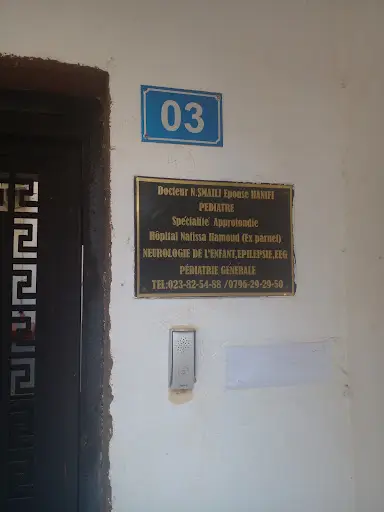 03
Docteur N.SMAILI Epouse HANIFI
PEDIATRE
Spécialité Approfondie
Hôpital Nafissa Hamoud (Ex parnet)
NEUROLOGIE DE L'ENFANT,EPILEPSIE,EEG
PÉDIATRIE GENERALE
TEL:023-82-54-88 /0796-29-29-50